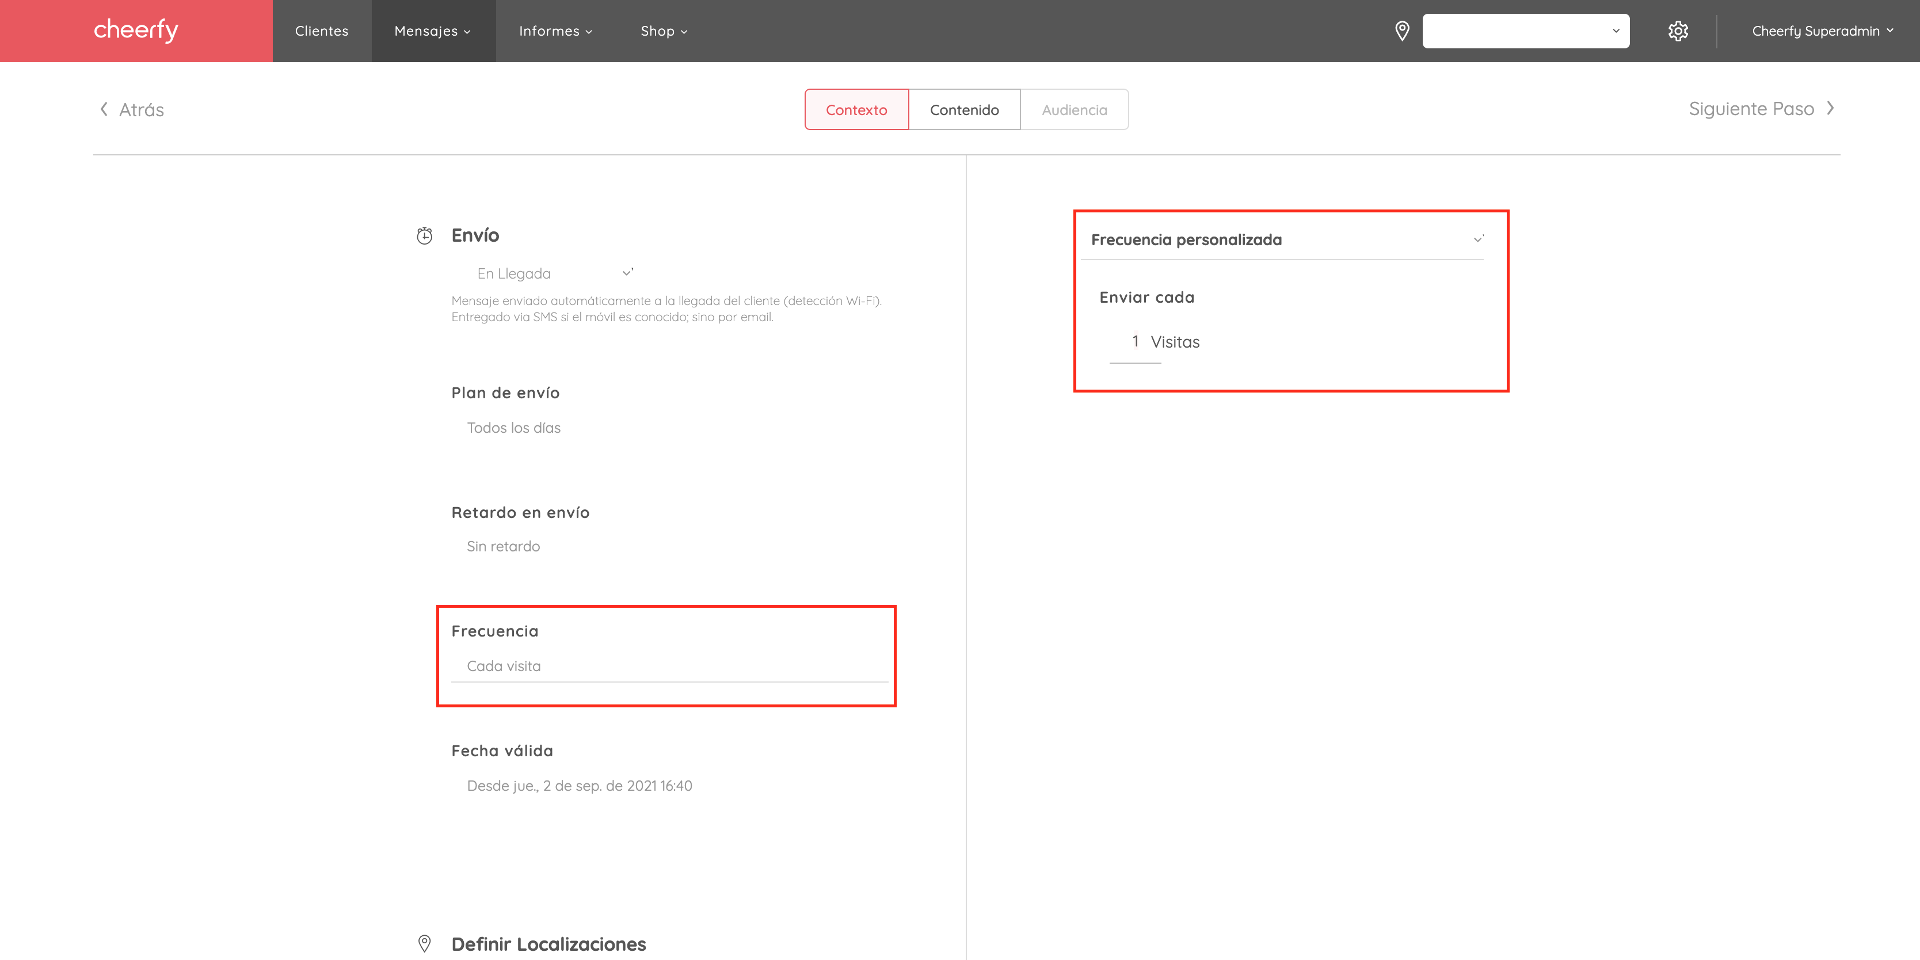 cheerfy
Clientes
Mensajes
Informes
Shop
Cheerfy Superadmin
Atrás
Contexto
Contenido
Audiencia
Siguiente Paso
Envío
En Llegada
Mensaje enviado automáticamente a la llegada del cliente (detección Wi-Fi).
Entregado via SMS si el móvil es conocido; sino por email.
Plan de envío
Todos los días
Retardo en envío
Sin retardo
Frecuencia
Cada visita
Fecha válida
Desde jue., 2 de sep. de 2021 16:40
Definir Localizaciones
Frecuencia personalizada
Enviar cada
1 Visitas